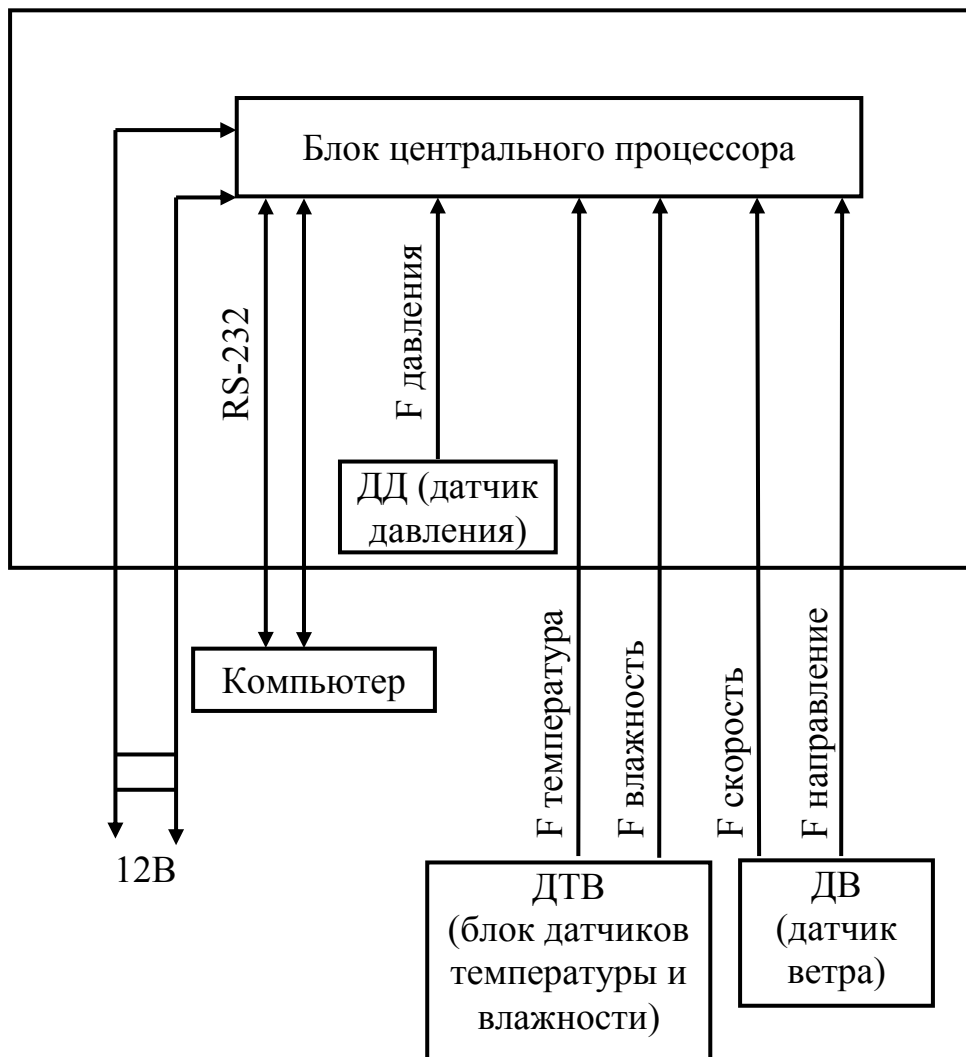 Блок центрального процессора
RS-232
F давления
ДД (датчик
давления)
Компьютер
F температура
F влажность
F скорость
F направление
12В
ДТВ
(блок датчиков
температуры и
влажности)
ДВ
(датчик
ветра)